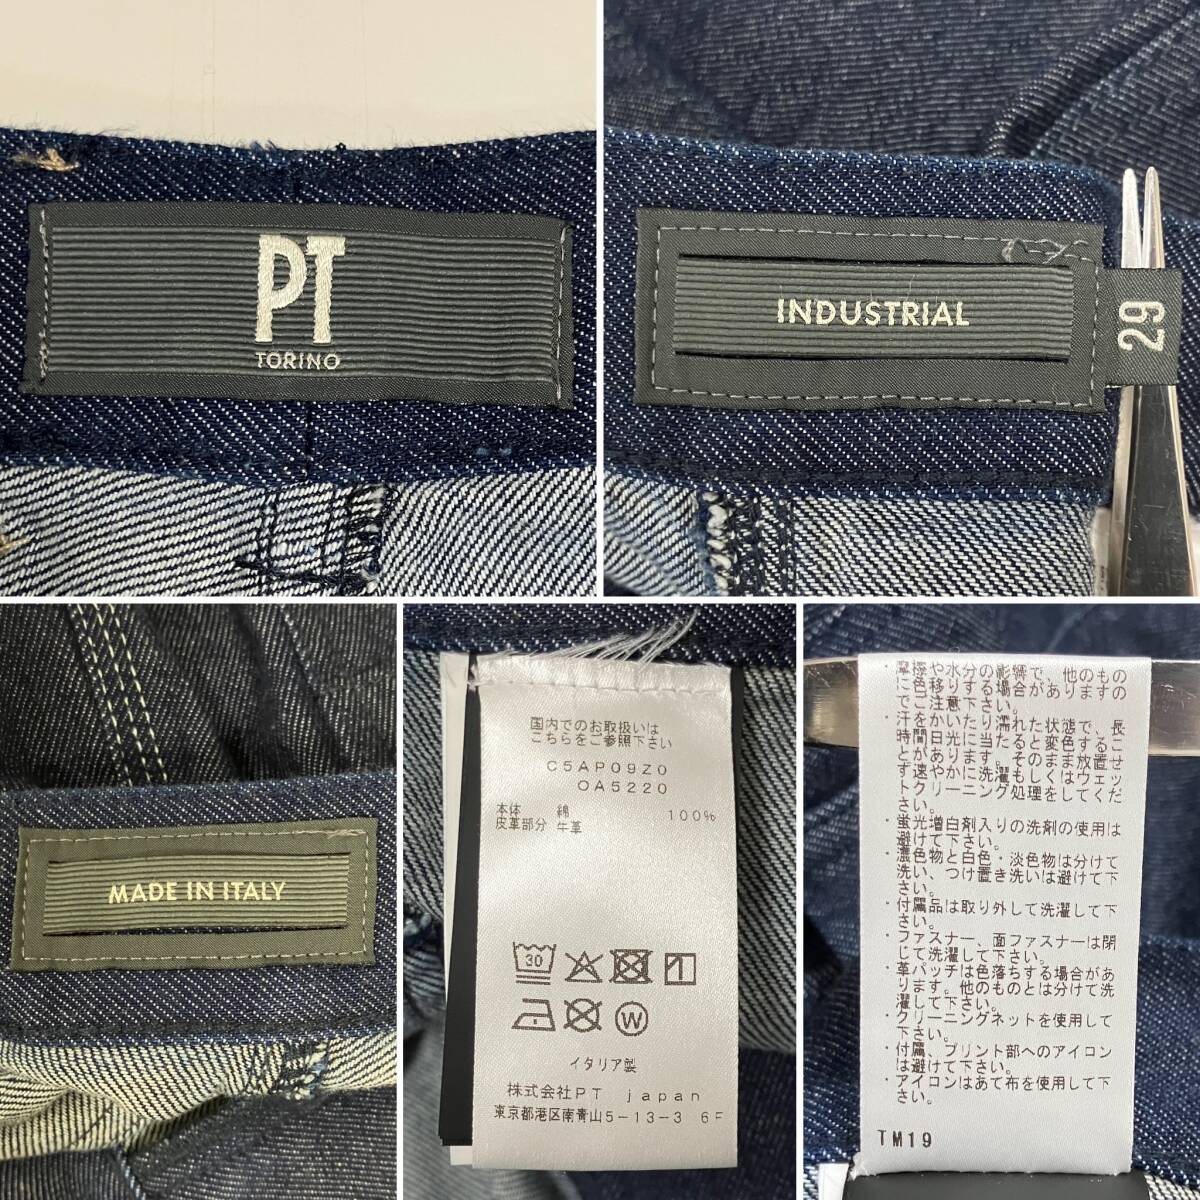 PT
TORINO
INDUSTRIAL
29
MADE IN ITALY
国内でのお取扱いは
こちらをご参照下さい
C5AP09Z0
OA5220
本体 綿 100%
皮革部分 牛革
30
W
イタリア製
株式会社PT japan
東京都港区南青山5-13-3 6F
・摩擦や水分の影響で、他のもの
に色移りする場合がありますの
でご注意下さい。
・汗をかいたり濡れた状態で、長
時間日光に当たると変色するこ
とがあります。そのまま放置せ
ず速やかに洗濯もしくはウェッ
トクリーニング処理をしてくだ
さい。
・蛍光増白剤入りの洗剤の使用は
避けて下さい。
・濃色物と白色・淡色物は分けて
洗い、つけ置き洗いは避けて下
さい。
・付属品は取り外して洗濯して下
さい。
・ファスナー、面ファスナーは閉
じて洗濯して下さい。
・革パッチは色落ちする場合があ
ります。他のものとは分けて洗
濯して下さい。
・クリーニングネットを使用して
下さい。
・付属、プリント部へのアイロン
は避けて下さい。
・アイロンはあて布を使用して下
さい。
TM19